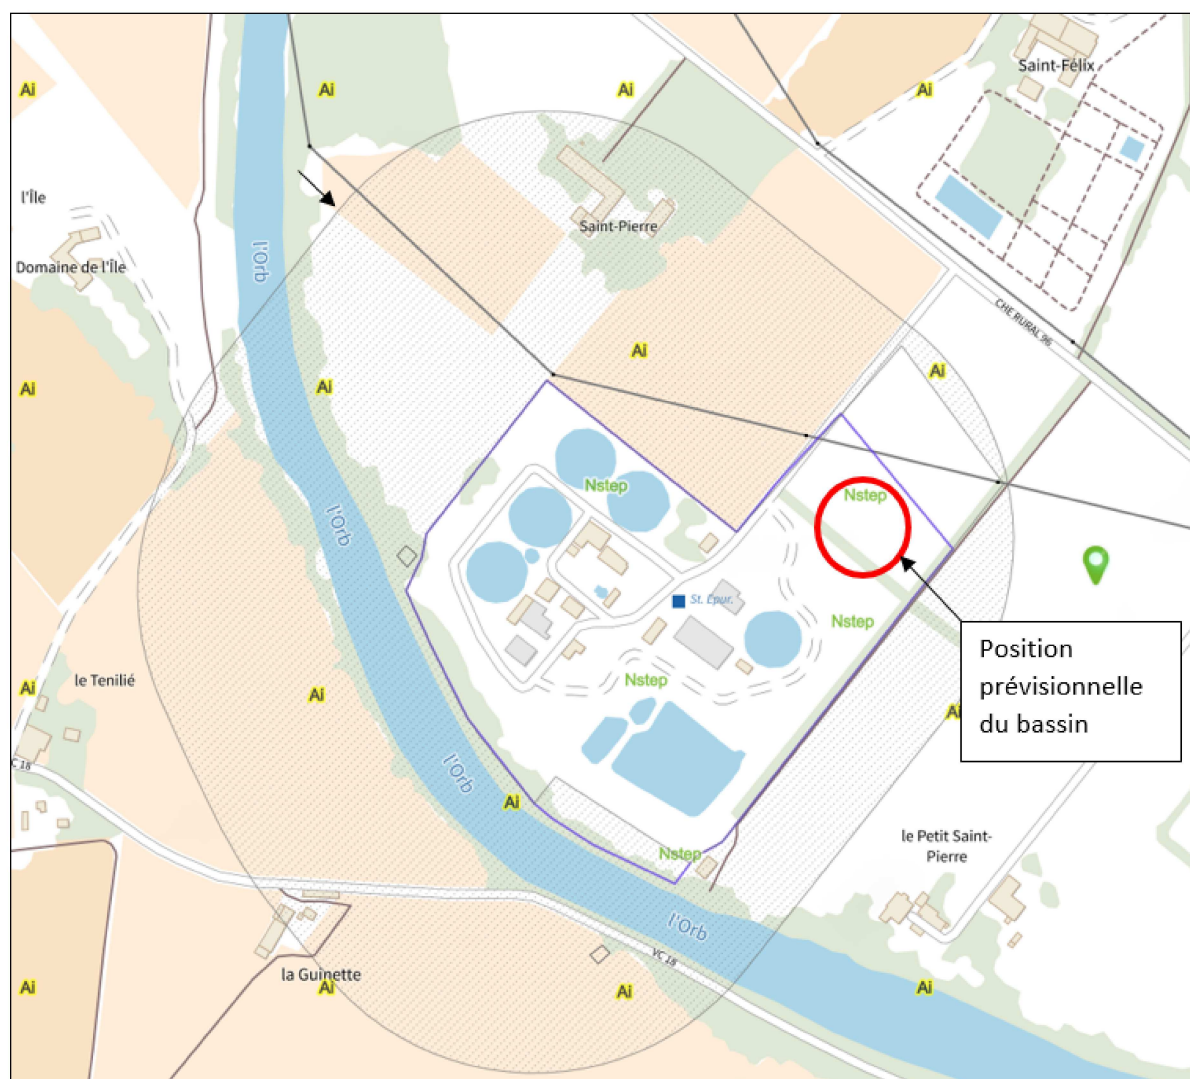 Saint-Félix
Ai
Ai
Ai
Ai
l'Île
Saint-Pierre
Domaine de l'Île
l'Orb
CHE RURAL 96
Ai
Ai
Ai
Ai
Nstep
Nstep
l'Orb
St. Epur.
Nstep
Position
prévisionnelle
du bassin
le Tenilié
Nstep
Ai
Ai
Ai
C 18
l'Orb
Ai
le Petit Saint-
Pierre
Nstep
l'Orb
VC 18
la Guinette
Ai
Ai
Ai
Ai